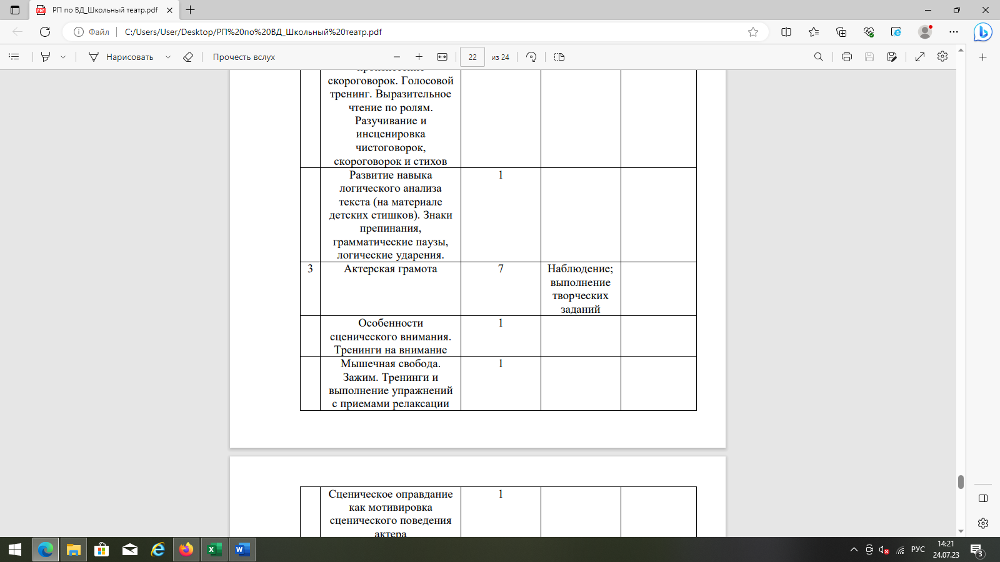 РП по ВД_Школьный театр.pdf
Файл
C:/Users/User/Desktop/РП%20по%20ВД_Школьный%20театр.pdf
Нарисовать
Прочесть вслух
22
из 24
скороговорок. Голосовой
тренинг. Выразительное
чтение по ролям.
Разучивание и
инсценировка
чистоговорок,
скороговорок и стихов
Развитие навыка
логического анализа
текста (на материале
детских стишков). Знаки
препинания,
грамматические паузы,
логические ударения.
1
3
Актерская грамота
7
Наблюдение;
выполнение
творческих
заданий
Особенности
сценического внимания.
Тренинги на внимание
1
Мышечная свобода.
Зажим. Тренинги и
выполнение упражнений
с приемами релаксации
1
Сценическое оправдание
как мотивировка
сценического поведения
актера
1
РУС
14:21
24.07.23
3